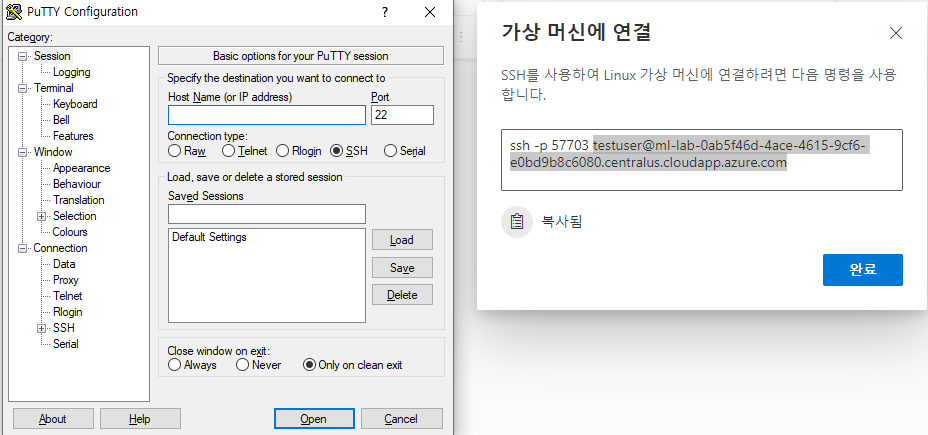 PuTTY Configuration
?
Category:
Session
Logging
Terminal
Keyboard
Bell
Features
Window
Appearance
Behaviour
Translation
Selection
Colours
Connection
Data
Proxy
Telnet
Rlogin
SSH
Serial
Basic options for your PuTTY session
Specify the destination you want to connect to
Host Name (or IP address) Port
22
Connection type:
Raw Telnet Rlogin SSH Serial
Load, save or delete a stored session
Saved Sessions
Default Settings
Load
Save
Delete
Close window on exit:
Always Never Only on clean exit
About Help Open Cancel
가상 머신에 연결
SSH를 사용하여 Linux 가상 머신에 연결하려면 다음 명령을 사용
합니다.
ssh -p 57703 testuser@ml-lab-0ab5f46d-4ace-4615-9cf6-
e0bd9b8c6080.centralus.cloudapp.azure.com
복사됨
완료